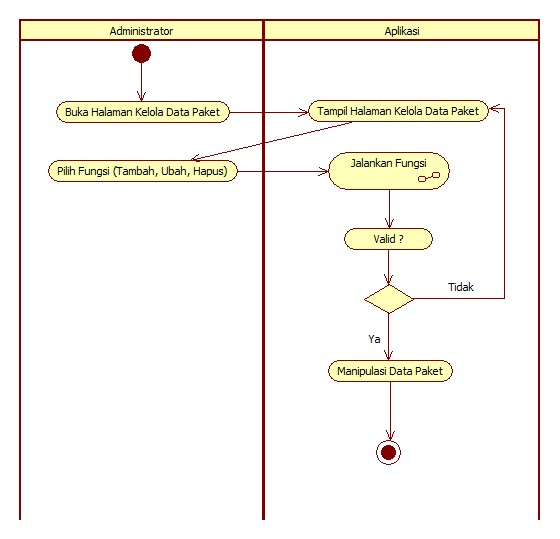 Administrator
Aplikasi
Buka Halaman Kelola Data Paket
Tampil Halaman Kelola Data Paket
Pilih Fungsi (Tambah, Ubah, Hapus)
Jalankan Fungsi
Valid ?
Tidak
Ya
Manipulasi Data Paket